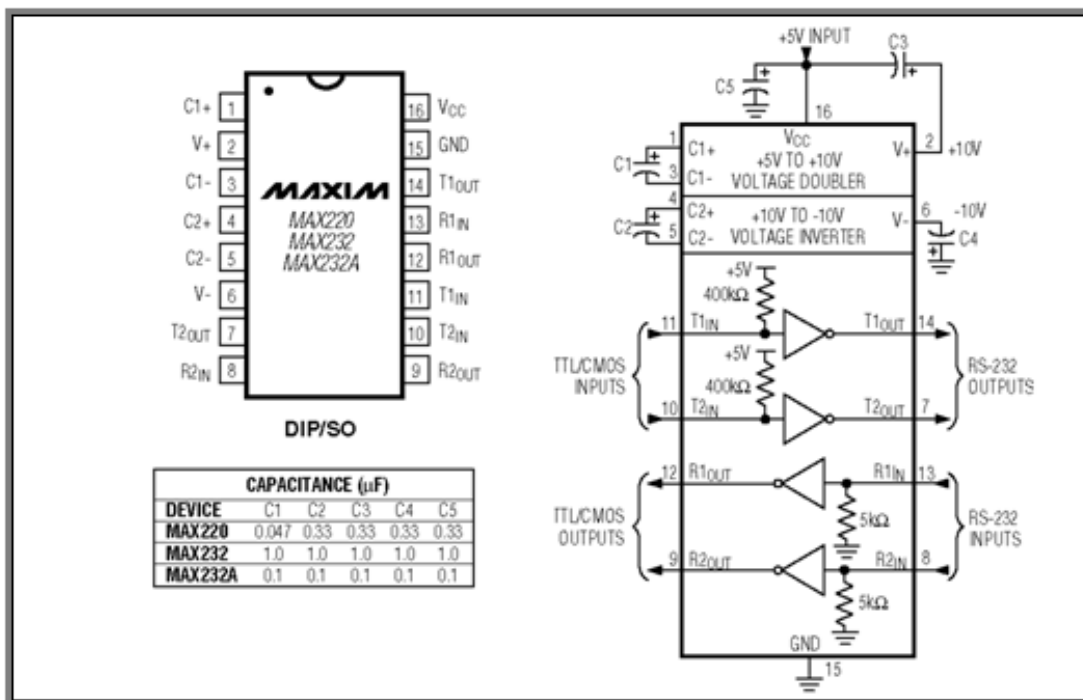 C1+ 1
V+ 2
C1- 3
C2+ 4
C2- 5
V- 6
T2OUT 7
R2IN 8
16 VCC
15 GND
14 T1OUT
13 R1IN
12 R1OUT
11 T1IN
10 T2IN
9 R2OUT
MAXIM
MAX220
MAX232
MAX232A
DIP/SO
CAPACITANCE (µF)
DEVICE C1 C2 C3 C4 C5
MAX220 0.047 0.33 0.33 0.33 0.33
MAX232 1.0 1.0 1.0 1.0 1.0
MAX232A 0.1 0.1 0.1 0.1 0.1
+5V INPUT
C3
+
C5
+
16
1
C1+
VCC
V+
2
+10V
C1
+
3
C1-
+5V TO +10V
VOLTAGE DOUBLER
4
C2+
+10V TO -10V
V-
6
-10V
C2
+
5
C2-
VOLTAGE INVERTER
C4
+
+5V
400kΩ
11
T1IN
T1OUT
14
TTL/CMOS
INPUTS
+5V
400kΩ
RS-232
OUTPUTS
10
T2IN
T2OUT
7
12
R1OUT
R1IN
13
TTL/CMOS
OUTPUTS
5kΩ
RS-232
INPUTS
9
R2OUT
R2IN
8
5kΩ
GND
15